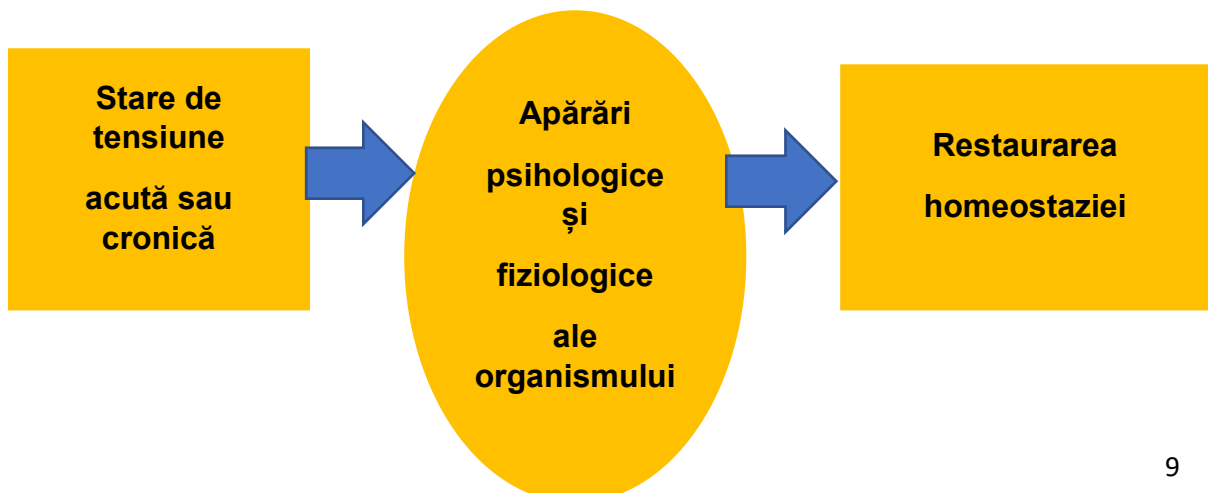 Stare de
tensiune
acută sau
cronică
Apărări
psihologice
și
fiziologice
ale
organismului
Restaurarea
homeostaziei
9